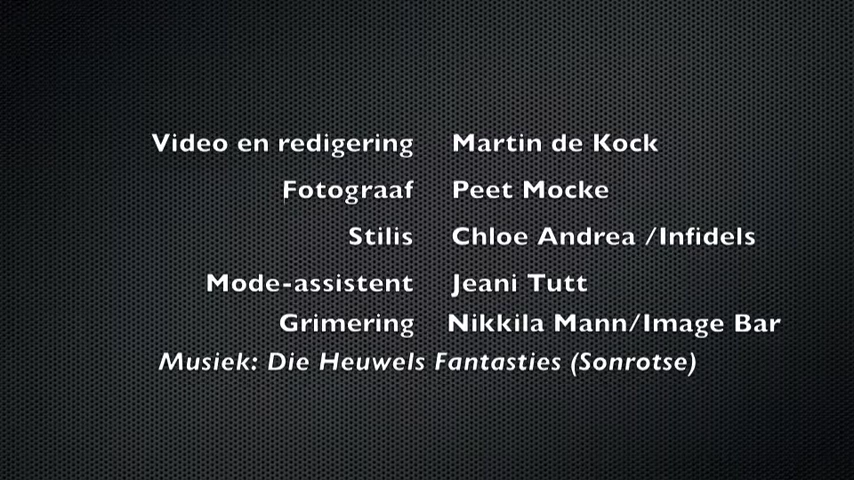 Video en redigering Martin de Kock
Fotograaf Peet Mocke
Stilis Chloe Andrea /Infidels
Mode-assistent Jeani Tutt
Grimering Nikkila Mann/Image Bar
Musiek: Die Heuwels Fantasties (Sonrotse)